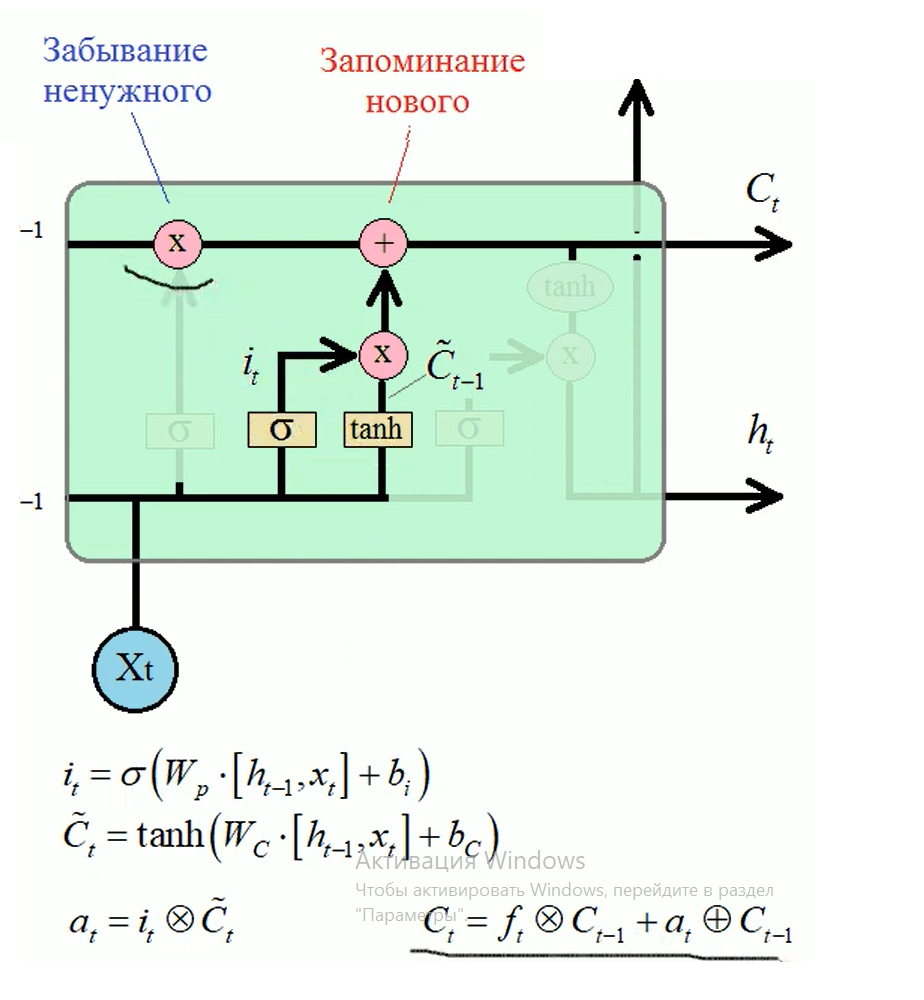 Забывание
ненужного
Запоминание
нового
C_t
−1
x
+
tanh
i_t
x
C̃_{t−1}
x
σ
σ
tanh
σ
h_t
−1
Xt
i_t = σ(W_p · [h_{t−1}, x_t] + b_i)
C̃_t = tanh(W_C · [h_{t−1}, x_t] + b_C)
Активация Windows
Чтобы активировать Windows, перейдите в раздел
"Параметры".
a_t = i_t ⊗ C̃_t
C_t = f_t ⊗ C_{t−1} + a_t ⊕ C_{t−1}